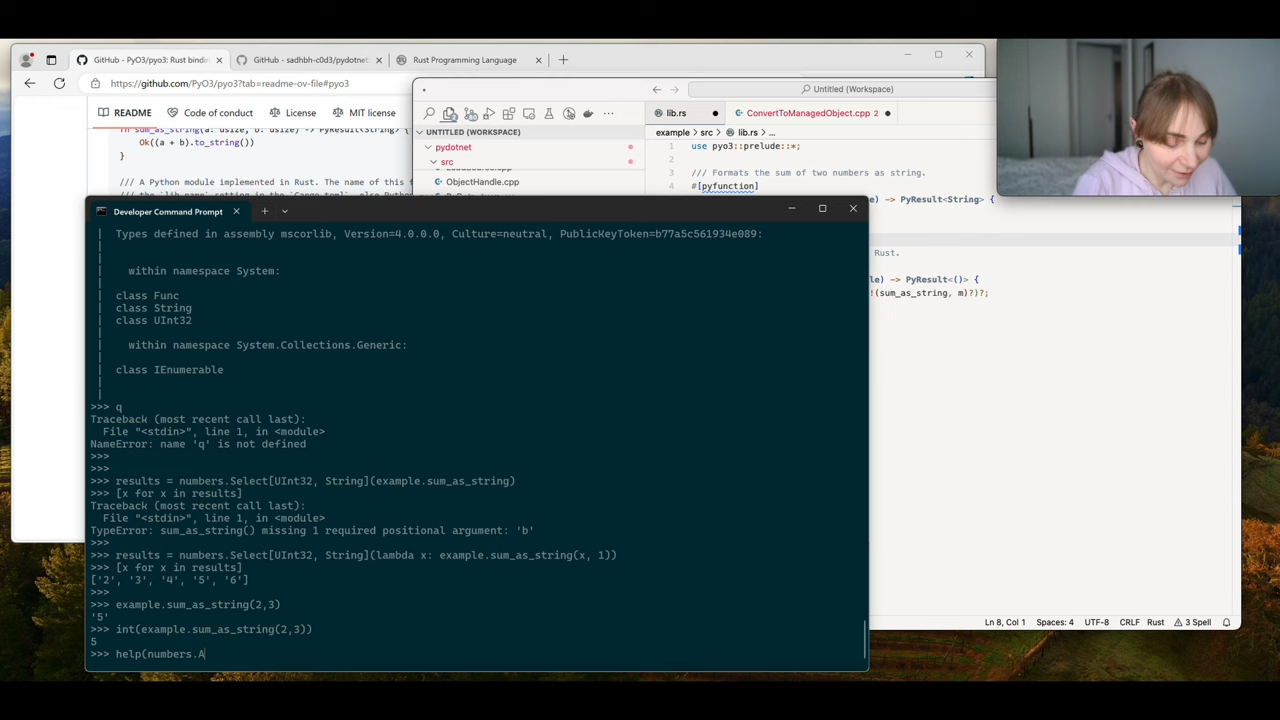 GitHub - PyO3/pyo3: Rust bindin
GitHub - sadhbh-c0d3/pydotnet
Rust Programming Language
https://github.com/PyO3/pyo3?tab=readme-ov-file#pyo3
Untitled (Workspace)
README
Code of conduct
License
MIT license
lib.rs
ConvertToManagedObject.cpp 2
UNTITLED (WORKSPACE)
example > src > lib.rs > ...
pydotnet
src
ObjectHandle.cpp
1 use pyo3::prelude::*;
2
3 /// Formats the sum of two numbers as string.
4 #[pyfunction]
-> PyResult<String> {
Rust.
-> PyResult<()> {
!(sum_as_string, m)?)?;
Ok((a + b).to_string())
}
/// A Python module implemented in Rust. The name of this f
Developer Command Prompt
| Types defined in assembly mscorlib, Version=4.0.0.0, Culture=neutral, PublicKeyToken=b77a5c561934e089:
|
|
| within namespace System:
|
| class Func
| class String
| class UInt32
|
| within namespace System.Collections.Generic:
|
| class IEnumerable
|
|
>>> q
Traceback (most recent call last):
File "<stdin>", line 1, in <module>
NameError: name 'q' is not defined
>>>
>>>
>>> results = numbers.Select[UInt32, String](example.sum_as_string)
>>> [x for x in results]
Traceback (most recent call last):
File "<stdin>", line 1, in <module>
TypeError: sum_as_string() missing 1 required positional argument: 'b'
>>>
>>> results = numbers.Select[UInt32, String](lambda x: example.sum_as_string(x, 1))
>>> [x for x in results]
['2', '3', '4', '5', '6']
>>>
>>> example.sum_as_string(2,3)
'5'
>>> int(example.sum_as_string(2,3))
5
>>> help(numbers.A
Ln 8, Col 1 Spaces: 4 UTF-8 CRLF Rust 3 Spell